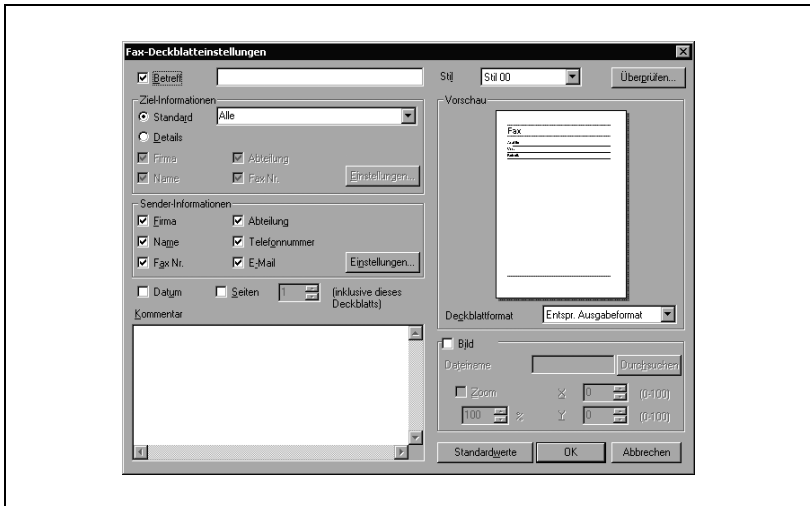 Fax-Deckblatteinstellungen
Betreff
Ziel-Informationen
Standard Alle
Details
Firma Abteilung
Name Fax Nr. Einstellungen...
Sender-Informationen
Firma Abteilung
Name Telefonnummer
Fax Nr. E-Mail Einstellungen...
Datum Seiten 1 (inklusive dieses
Deckblatts)
Kommentar
Stil Stil 00 Überprüfen...
Vorschau
Fax
Deckblattformat Entspr. Ausgabeformat
Bild
Dateiname Durchsuchen
Zoom X 0 (0-100)
100 % Y 0 (0-100)
Standardwerte OK Abbrechen